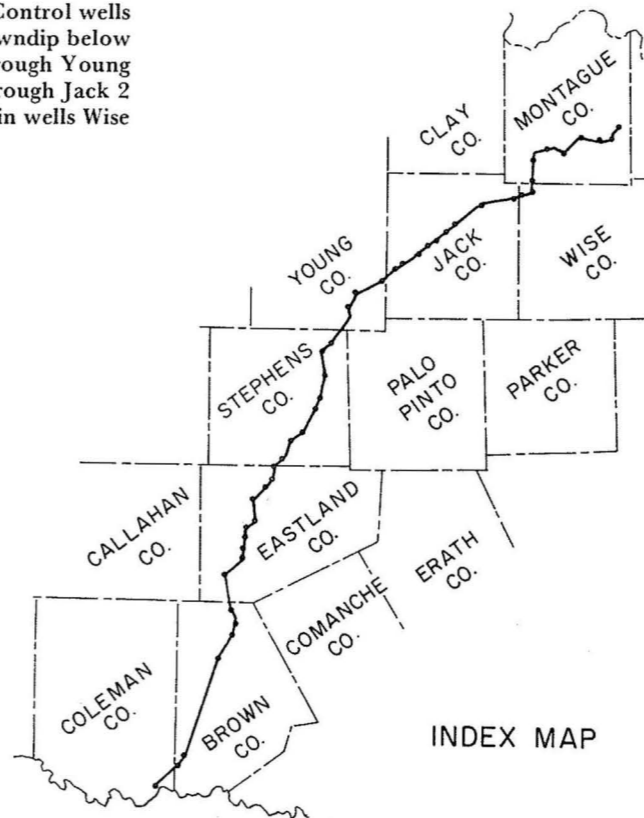 Control wells
wndip below
rough Young
rough Jack 2
in wells Wise
MONTAGUE
CO.
CLAY
CO.
JACK
CO.
WISE
CO.
YOUNG
CO.
STEPHENS
CO.
PALO
PINTO
CO.
PARKER
CO.
CALLAHAN
CO.
EASTLAND
CO.
ERATH
CO.
COMANCHE
CO.
COLEMAN
CO.
BROWN
CO.
INDEX MAP